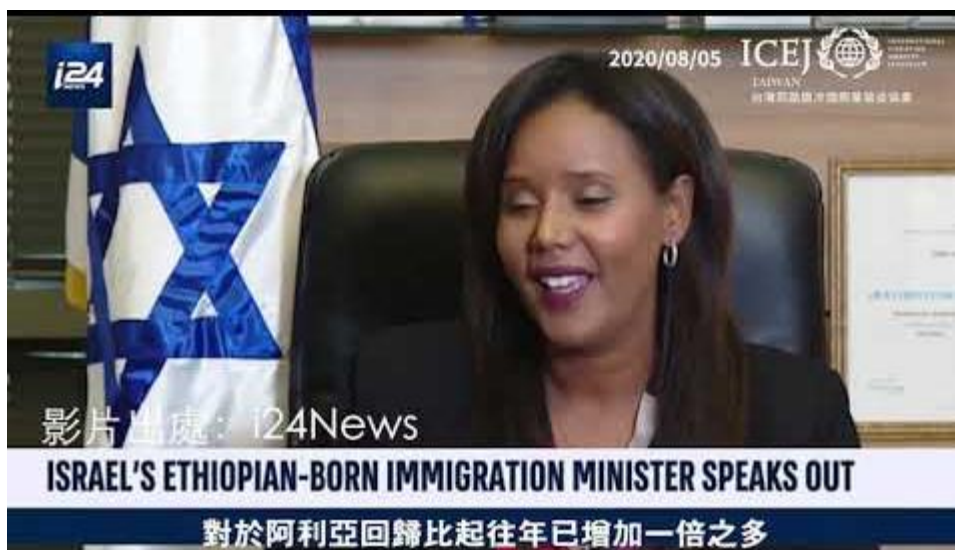 i24
NEWS
2020/08/05
ICEJ
TAIWAN
影片出處：i24News
ISRAEL'S ETHIOPIAN-BORN IMMIGRATION MINISTER SPEAKS OUT
對於阿利亞回歸比起往年已增加一倍之多